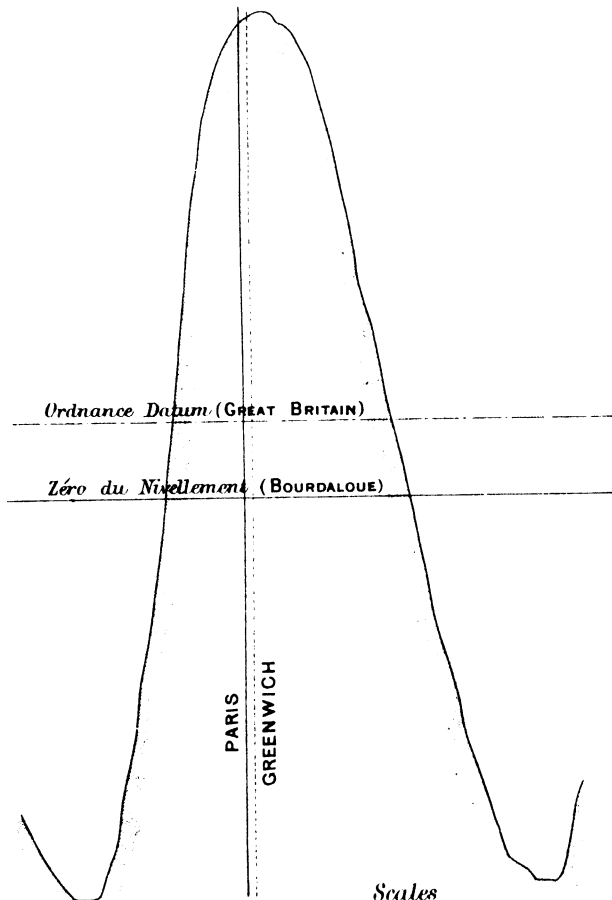 Ordnance Datum (GREAT BRITAIN)
Zéro du Nivellement (BOURDALOUE)
PARIS
GREENWICH
Scales